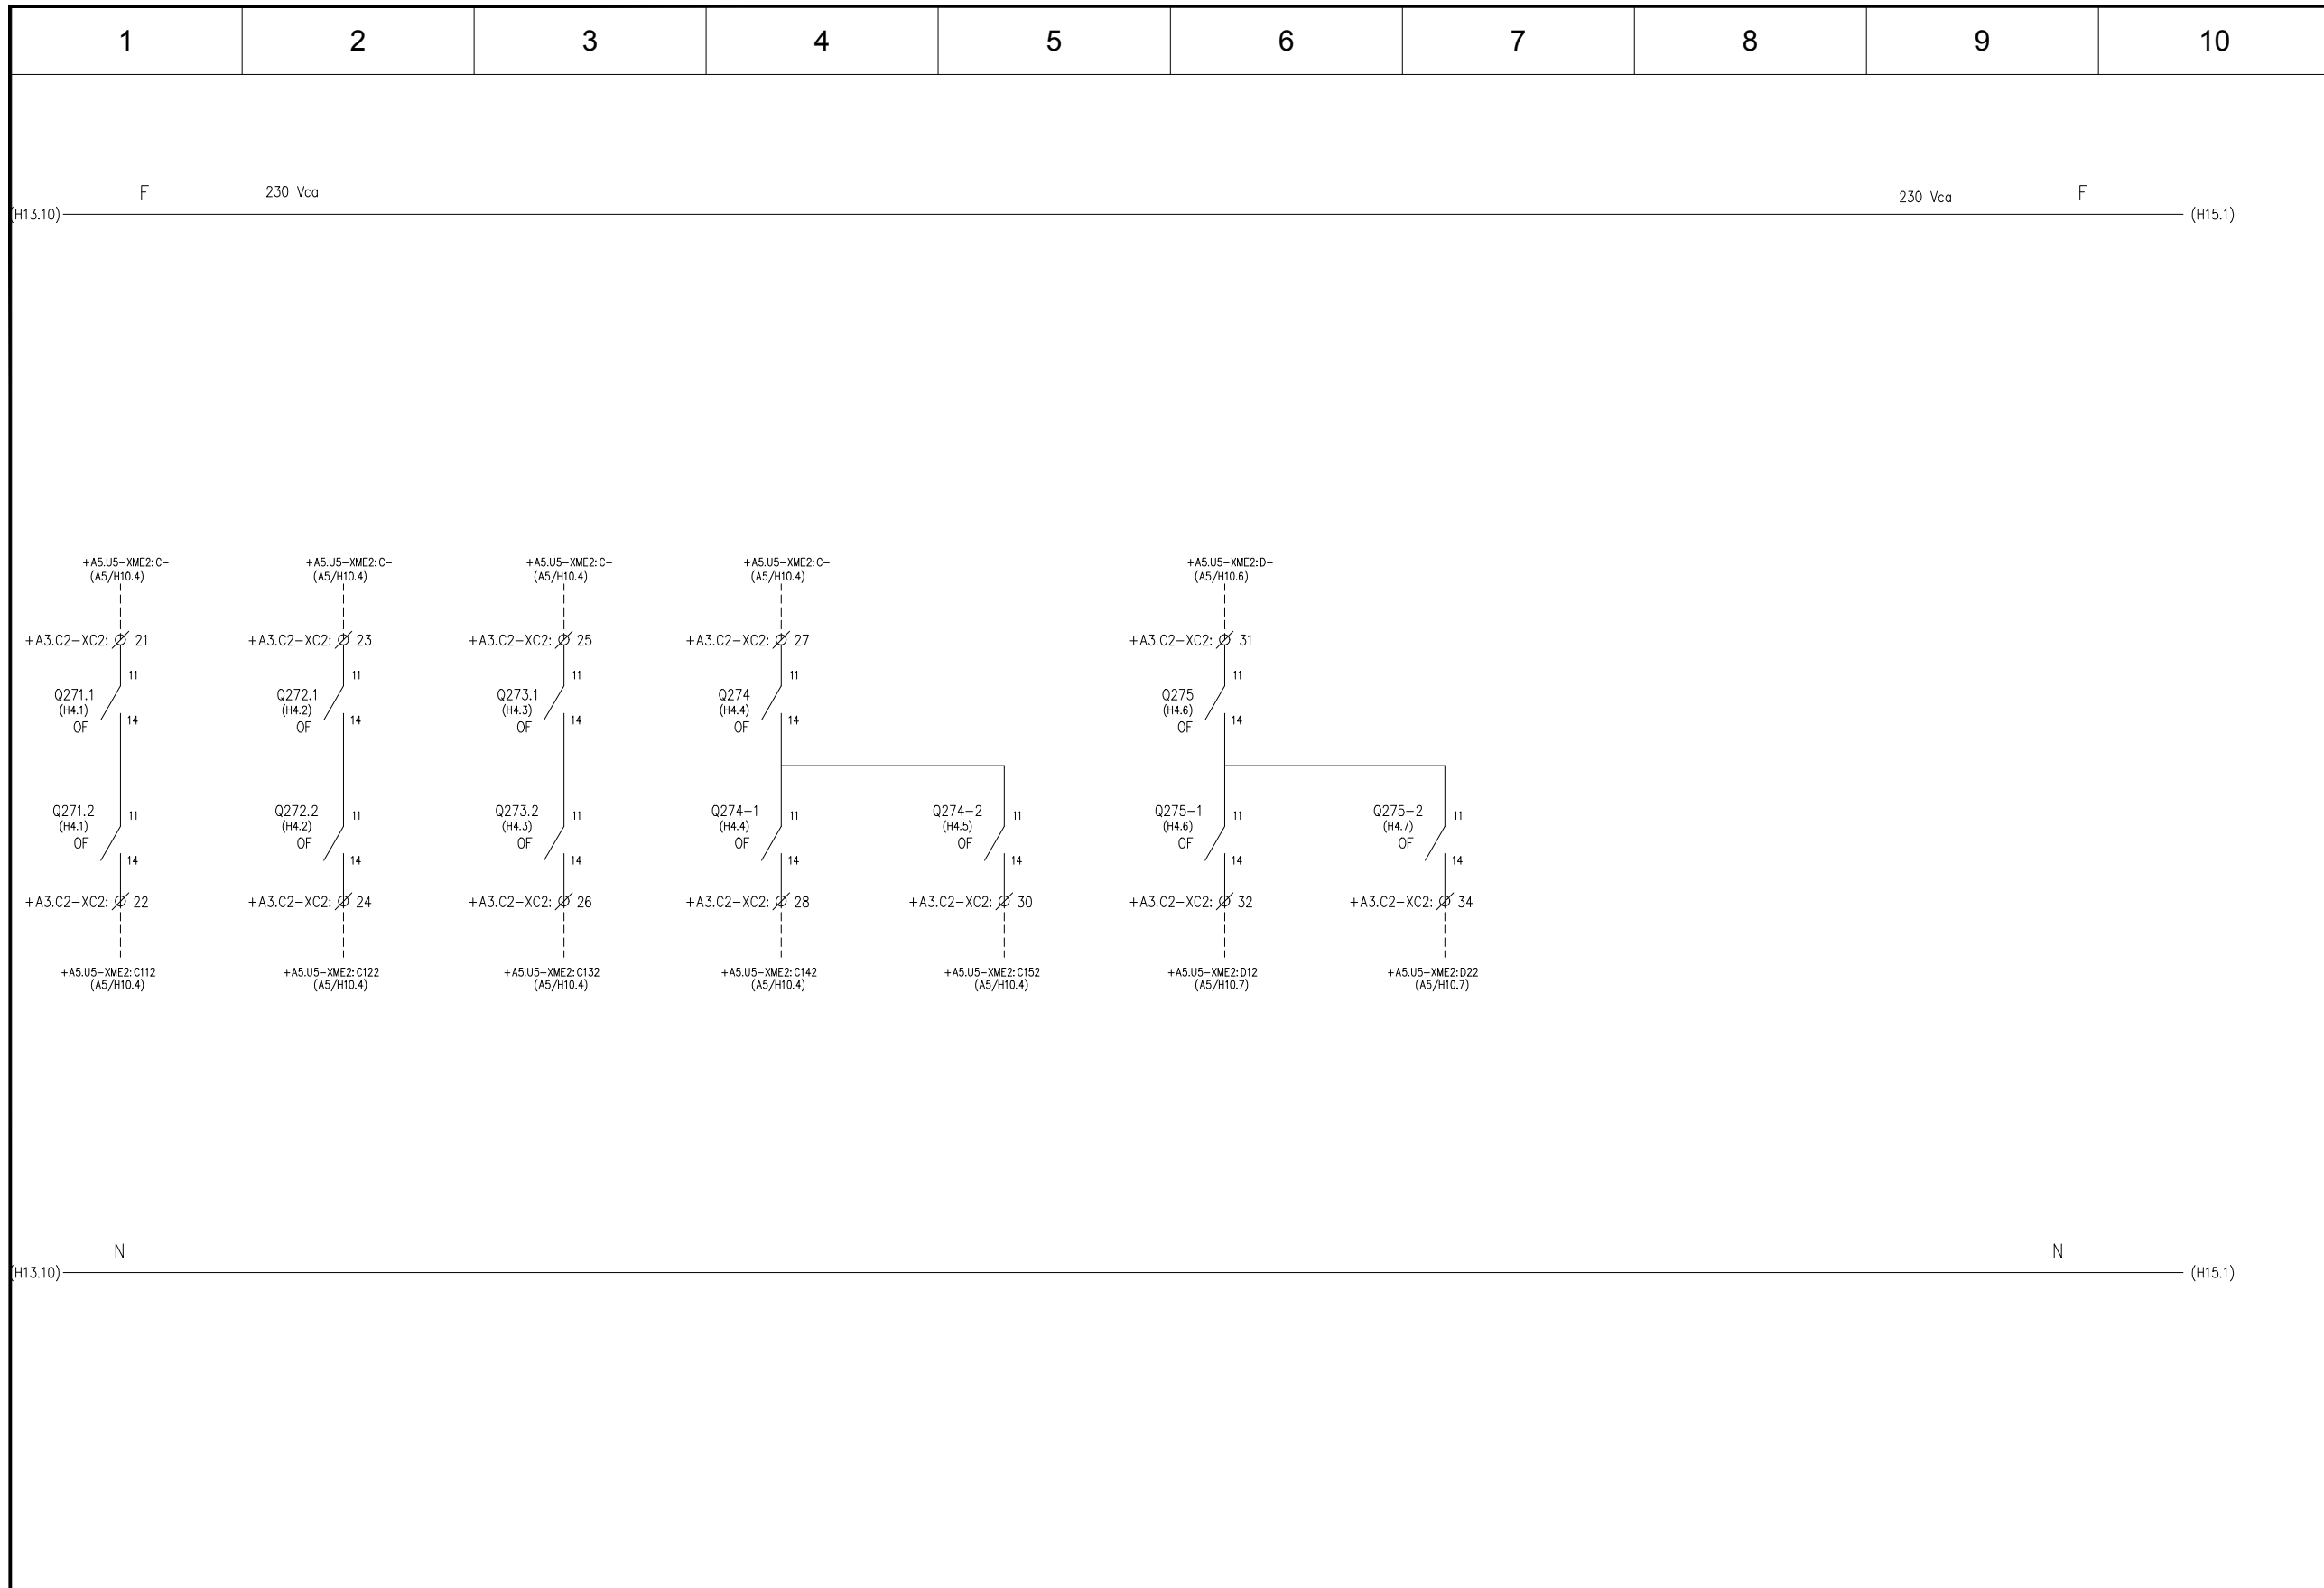 1 2 3 4 5 6 7 8 9 10
F 230 Vca 230 Vca F
(H13.10) (H15.1)
+A5.U5-XME2:C- +A5.U5-XME2:C- +A5.U5-XME2:C- +A5.U5-XME2:C- +A5.U5-XME2:D-
(A5/H10.4) (A5/H10.4) (A5/H10.4) (A5/H10.4) (A5/H10.6)
+A3.C2-XC2: 21 +A3.C2-XC2: 23 +A3.C2-XC2: 25 +A3.C2-XC2: 27 +A3.C2-XC2: 31
11 11 11 11 11
Q271.1 Q272.1 Q273.1 Q274 Q275
(H4.1) (H4.2) (H4.3) (H4.4) (H4.6)
OF 14 OF 14 OF 14 OF 14 OF 14
Q271.2 11 Q272.2 11 Q273.2 11 Q274-1 11 Q274-2 11 Q275-1 11 Q275-2 11
(H4.1) (H4.2) (H4.3) (H4.4) (H4.5) (H4.6) (H4.7)
OF OF OF OF OF OF OF
14 14 14 14 14 14 14
+A3.C2-XC2: 22 +A3.C2-XC2: 24 +A3.C2-XC2: 26 +A3.C2-XC2: 28 +A3.C2-XC2: 30 +A3.C2-XC2: 32 +A3.C2-XC2: 34
+A5.U5-XME2:C112 +A5.U5-XME2:C122 +A5.U5-XME2:C132 +A5.U5-XME2:C142 +A5.U5-XME2:C152 +A5.U5-XME2:D12 +A5.U5-XME2:D22
(A5/H10.4) (A5/H10.4) (A5/H10.4) (A5/H10.4) (A5/H10.4) (A5/H10.7) (A5/H10.7)
N N
(H13.10) (H15.1)